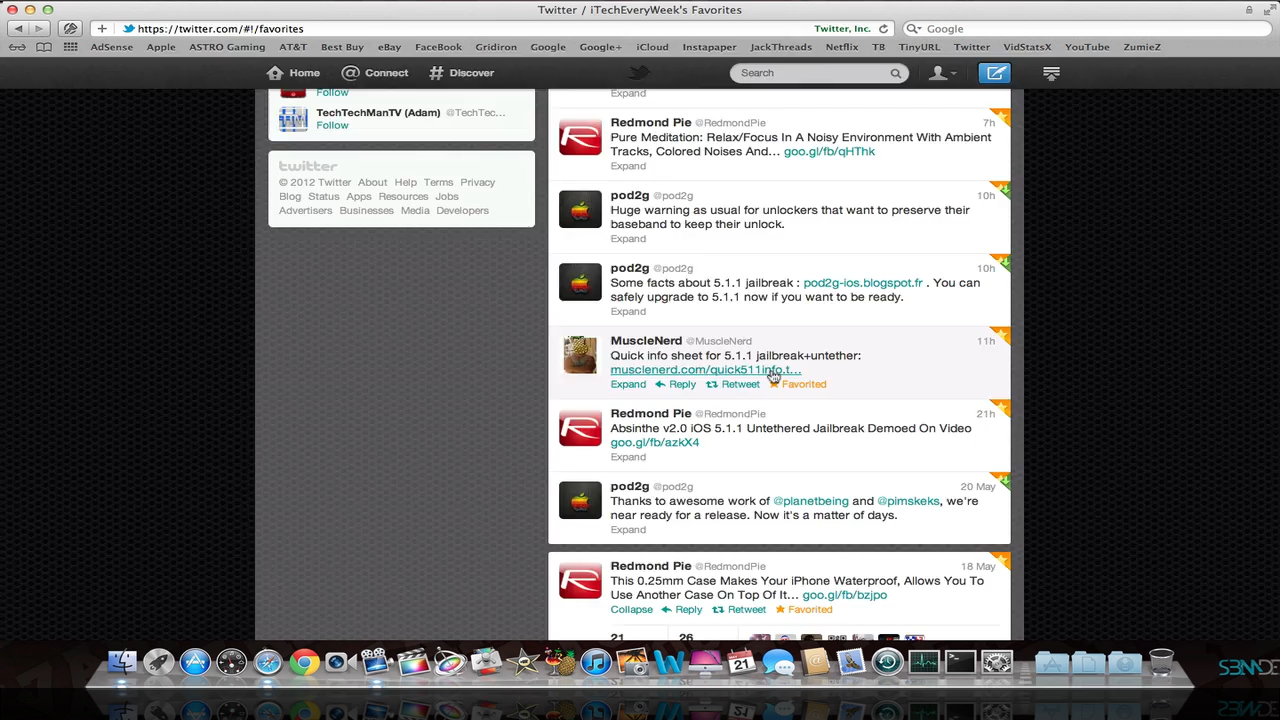 Twitter / iTechEveryWeek's Favorites
https://twitter.com/#!/favorites
Twitter, Inc.
Google
AdSense Apple ASTRO Gaming AT&T Best Buy eBay FaceBook Gridiron Google Google+ iCloud Instapaper JackThreads Netflix TB TinyURL Twitter VidStatsX YouTube ZumieZ
Home Connect Discover
Search
Follow
TechTechManTV (Adam) @TechTec...
Follow
twitter
© 2012 Twitter About Help Terms Privacy
Blog Status Apps Resources Jobs
Advertisers Businesses Media Developers
Expand
Redmond Pie @RedmondPie 7h
Pure Meditation: Relax/Focus In A Noisy Environment With Ambient
Tracks, Colored Noises And... goo.gl/fb/qHThk
Expand
pod2g @pod2g 10h
Huge warning as usual for unlockers that want to preserve their
baseband to keep their unlock.
Expand
pod2g @pod2g 10h
Some facts about 5.1.1 jailbreak : pod2g-ios.blogspot.fr . You can
safely upgrade to 5.1.1 now if you want to be ready.
Expand
MuscleNerd @MuscleNerd 11h
Quick info sheet for 5.1.1 jailbreak+untether:
musclenerd.com/quick511info.t...
Expand Reply Retweet Favorited
Redmond Pie @RedmondPie 21h
Absinthe v2.0 iOS 5.1.1 Untethered Jailbreak Demoed On Video
goo.gl/fb/azkX4
Expand
pod2g @pod2g 20 May
Thanks to awesome work of @planetbeing and @pimskeks, we're
near ready for a release. Now it's a matter of days.
Expand
Redmond Pie @RedmondPie 18 May
This 0.25mm Case Makes Your iPhone Waterproof, Allows You To
Use Another Case On Top Of It... goo.gl/fb/bzjpo
Collapse Reply Retweet Favorited
21 26
21